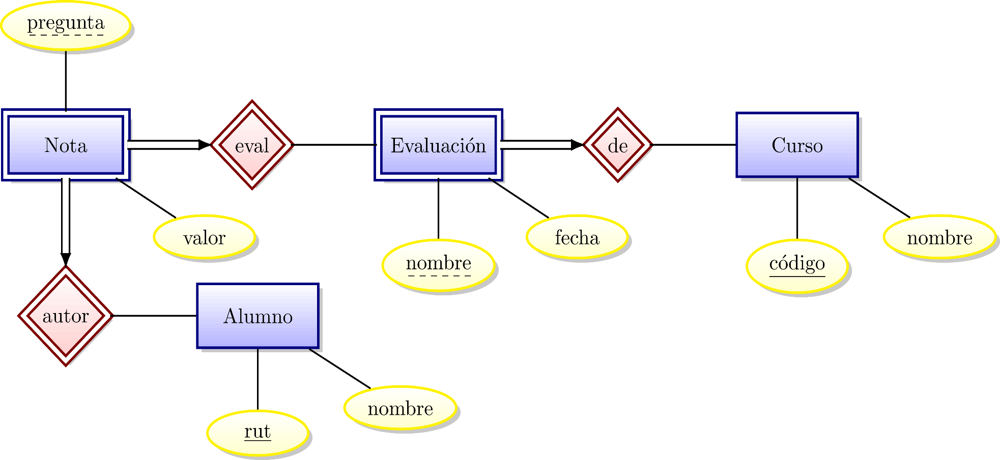 pregunta
Nota
eval
Evaluación
de
Curso
valor
nombre
fecha
código
nombre
autor
Alumno
rut
nombre